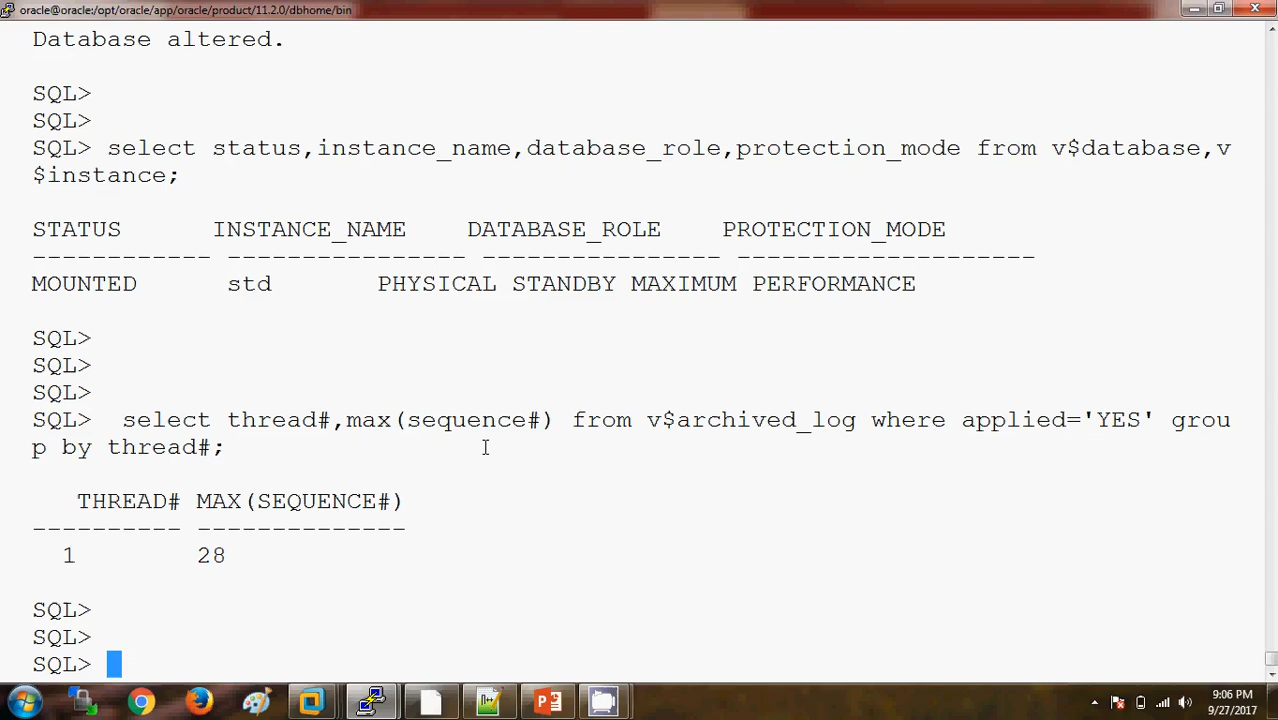 oracle@oracle:/opt/oracle/app/oracle/product/11.2.0/dbhome/bin
Database altered.
SQL>
SQL>
SQL> select status,instance_name,database_role,protection_mode from v$database,v
$instance;
STATUS INSTANCE_NAME DATABASE_ROLE PROTECTION_MODE
------------ ---------------- ---------------- --------------------
MOUNTED std PHYSICAL STANDBY MAXIMUM PERFORMANCE
SQL>
SQL>
SQL>
SQL>  select thread#,max(sequence#) from v$archived_log where applied='YES' grou
p by thread#;
THREAD# MAX(SEQUENCE#)
---------- --------------
1 28
SQL>
SQL>
SQL>
9:06 PM
9/27/2017